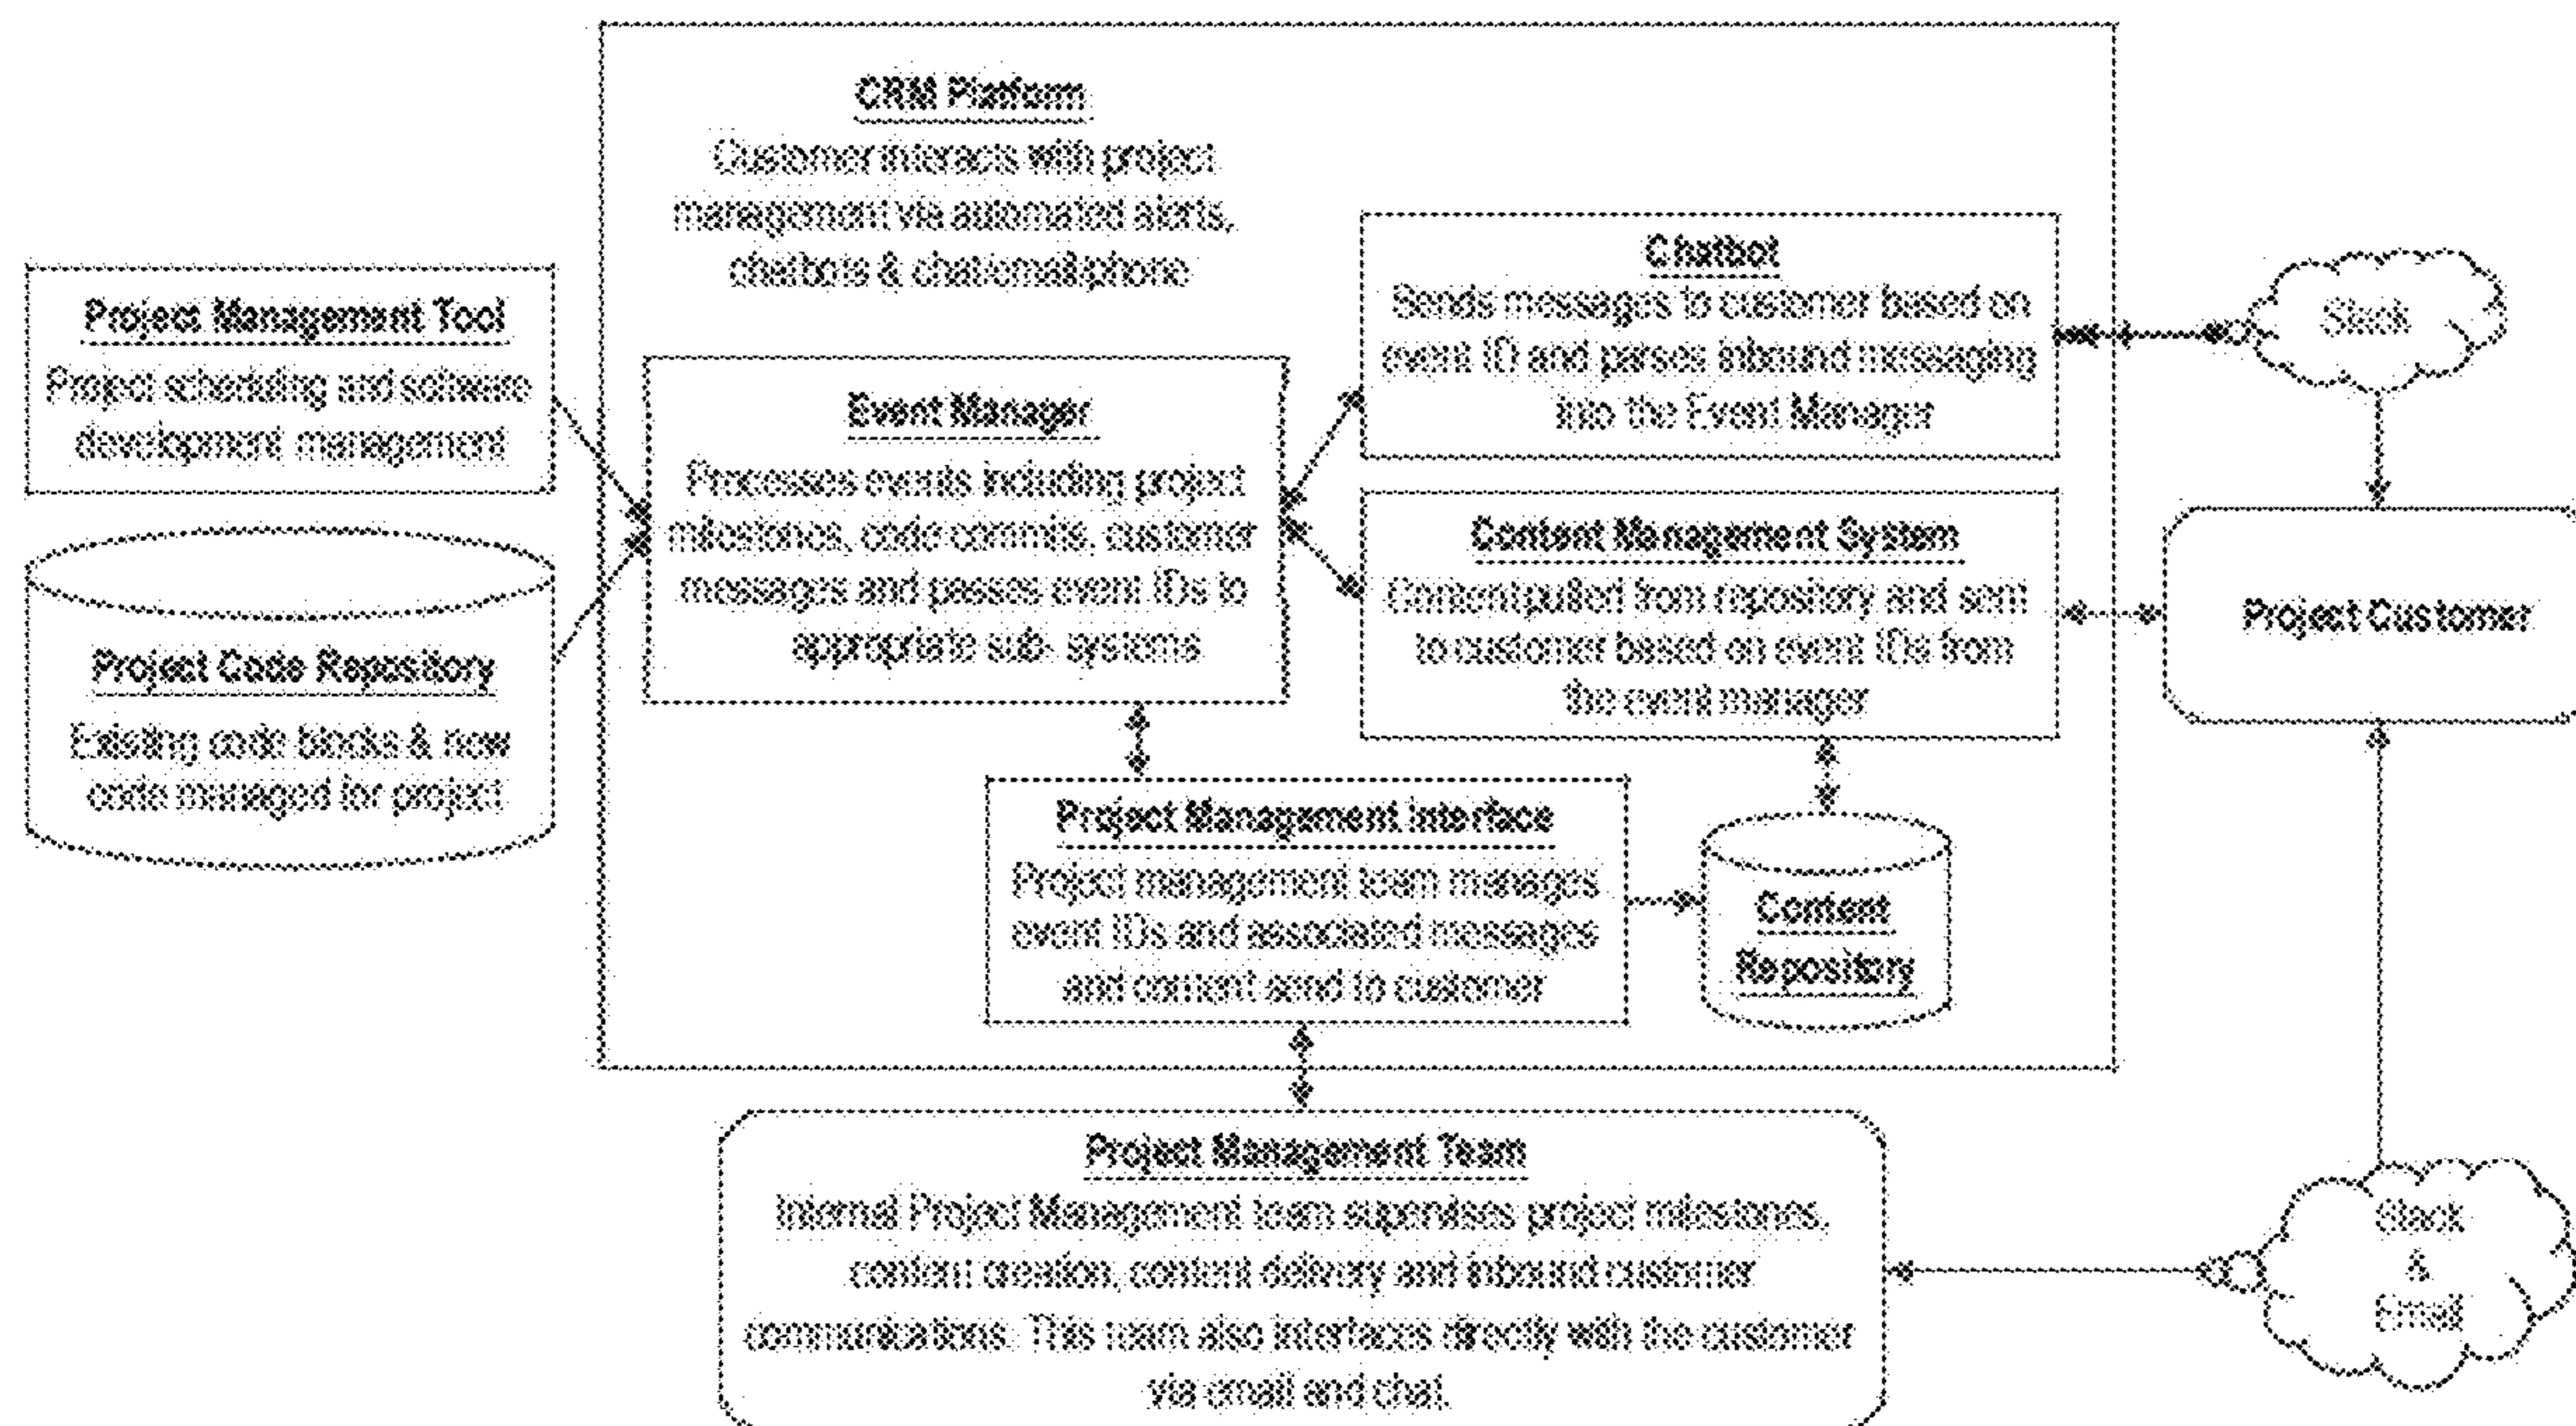 CRM Platform
Customer interacts with project
management via automated alerts,
chatbots & chat/email/phone
Project Management Tool
Project scheduling and software
development management
Project Code Repository
Existing code blocks & new
code managed for project
Event Manager
Processes events including project
milestones, code commits, customer
messages and passes event IDs to
appropriate sub- systems
Chatbot
Sends messages to customer based on
event ID and parses inbound messaging
into the Event Manager
Content Management System
Content pulled from repository and sent
to customer based on event IDs from
the event manager
Slack
Project Customer
Project Management Interface
Project management team manages
event IDs and associated messages
and content send to customer
Content
Repository
Project Management Team
Internal Project Management team supervises project milestones,
content creation, content delivery and inbound customer
communications. This team also interfaces directly with the customer
via email and chat.
Slack
&
Email